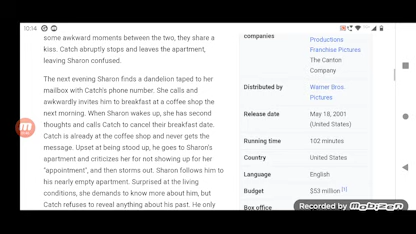 10:14
some awkward moments between the two, they share a
kiss. Catch abruptly stops and leaves the apartment,
leaving Sharon confused.
The next evening Sharon finds a dandelion taped to her
mailbox with Catch's phone number. She calls and
awkwardly invites him to breakfast at a coffee shop the
next morning. When Sharon wakes up, she has second
thoughts and calls Catch to cancel their breakfast date.
Catch is already at the coffee shop and never gets the
message. Upset at being stood up, he goes to Sharon's
apartment and criticizes her for not showing up for her
"appointment", and then storms out. Sharon follows him to
his nearly empty apartment. Surprised at the living
conditions, she demands to know more about him, but
Catch refuses to reveal anything about his past. He only
companies
Productions
Franchise Pictures
The Canton
Company
Distributed by
Warner Bros.
Pictures
Release date
May 18, 2001
(United States)
Running time
102 minutes
Country
United States
Language
English
Budget
$53 million [1]
Box office
Recorded by Mobizen